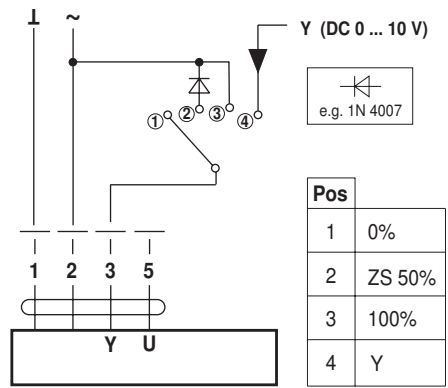 ⊥ ~
Y (DC 0 ... 10 V)
① ② ③ ④
e.g. 1N 4007
1 2 3 5
Y U
Pos
1 0%
2 ZS 50%
3 100%
4 Y